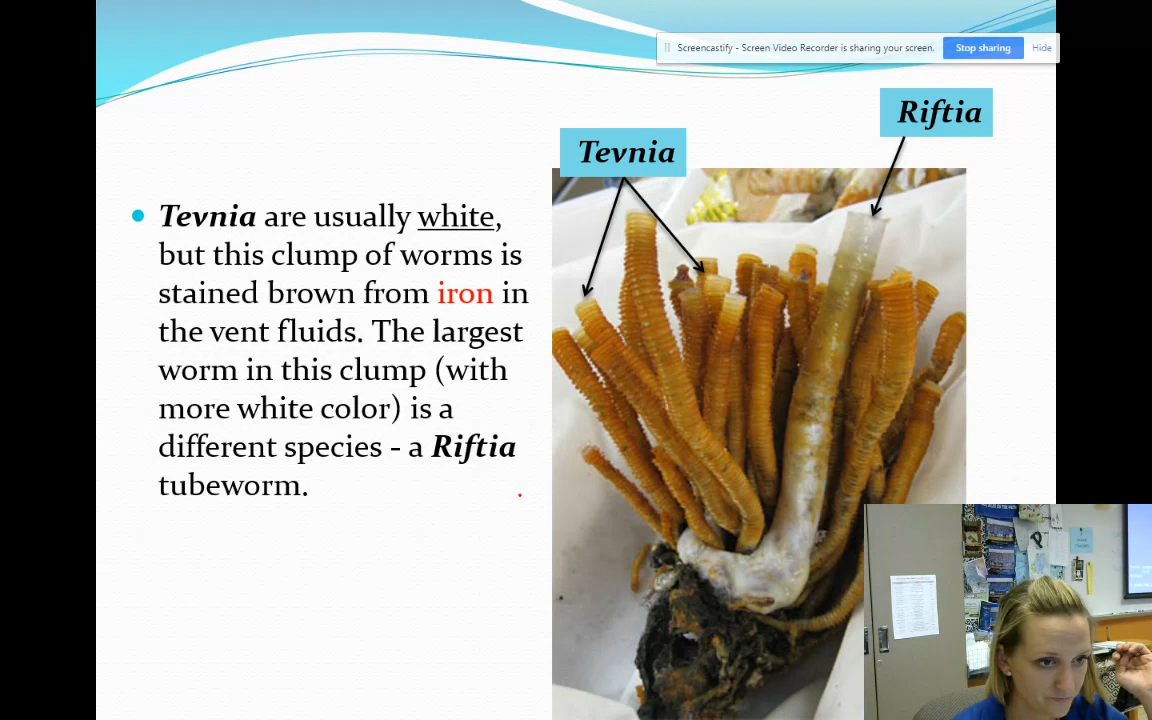 Screencastify - Screen Video Recorder is sharing your screen. Stop sharing Hide
Riftia
Tevnia
• Tevnia are usually white,
but this clump of worms is
stained brown from iron in
the vent fluids. The largest
worm in this clump (with
more white color) is a
different species - a Riftia
tubeworm.